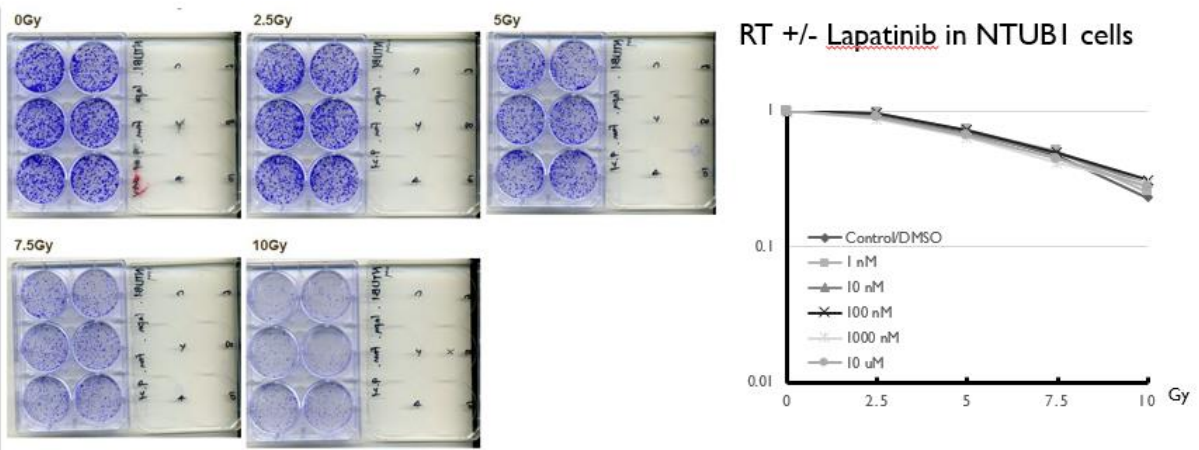 0Gy
2.5Gy
5Gy
7.5Gy
10Gy
RT +/- Lapatinib in NTUB1 cells
1
0.1
0.01
Control/DMSO
1 nM
10 nM
100 nM
1000 nM
10 uM
0
2.5
5
7.5
10
Gy